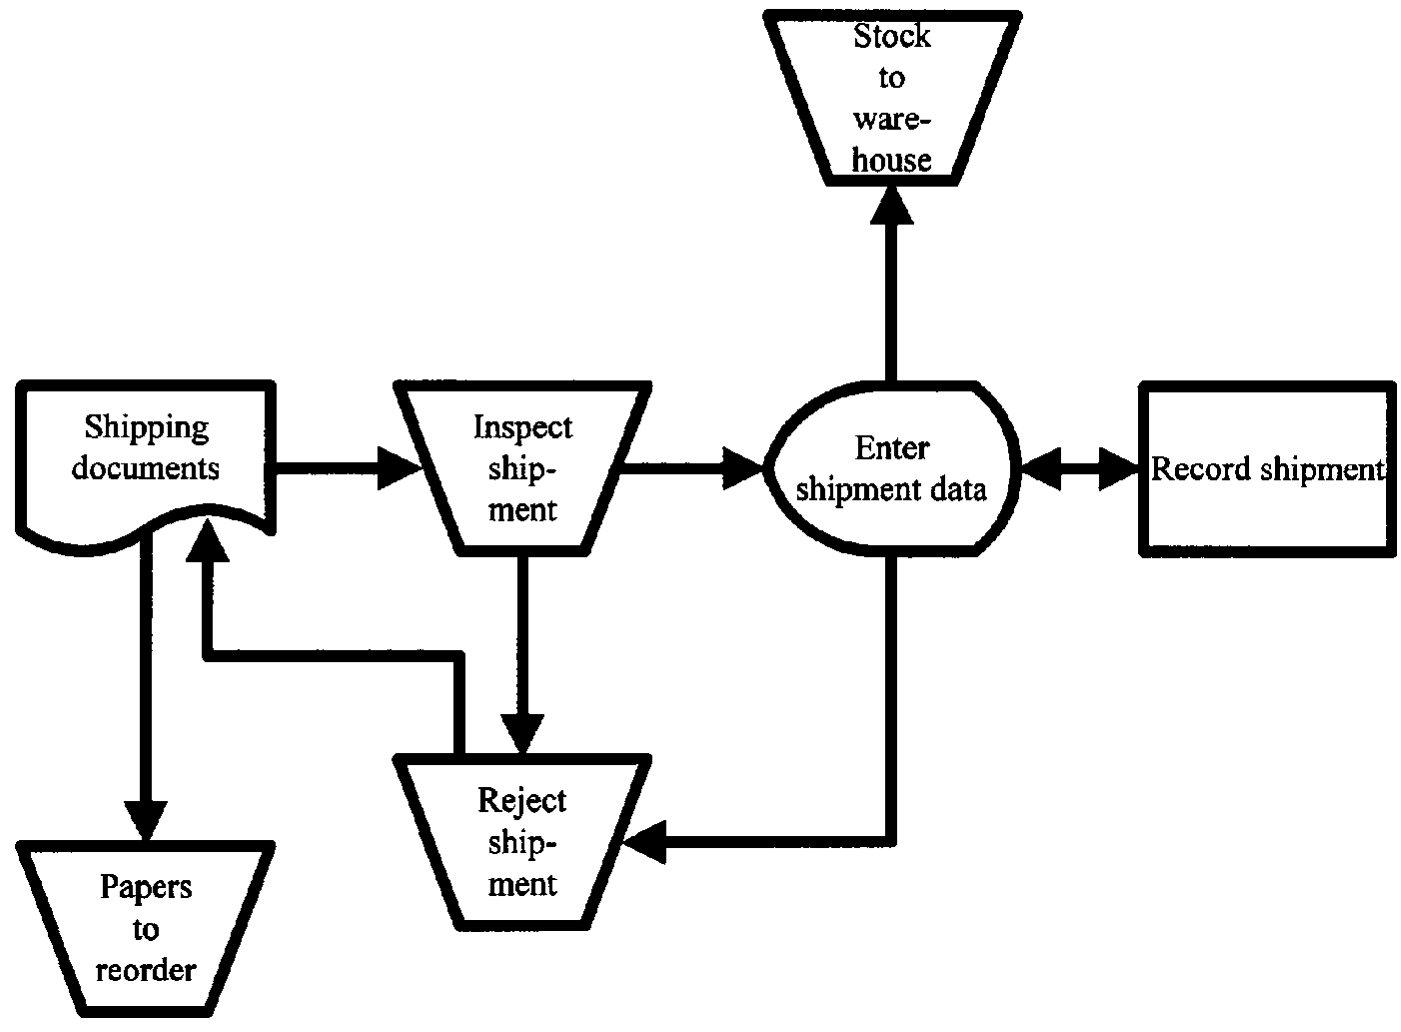 Stock
to
ware-
house
Shipping
documents
Inspect
ship-
ment
Enter
shipment data
Record shipment
Reject
ship-
ment
Papers
to
reorder